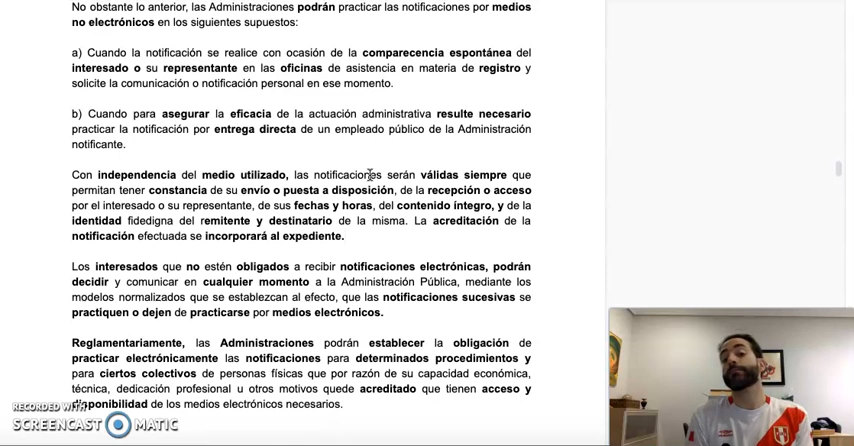 No obstante lo anterior, las Administraciones podrán practicar las notificaciones por medios
no electrónicos en los siguientes supuestos:
a) Cuando la notificación se realice con ocasión de la comparecencia espontánea del
interesado o su representante en las oficinas de asistencia en materia de registro y
solicite la comunicación o notificación personal en ese momento.
b) Cuando para asegurar la eficacia de la actuación administrativa resulte necesario
practicar la notificación por entrega directa de un empleado público de la Administración
notificante.
Con independencia del medio utilizado, las notificaciones serán válidas siempre que
permitan tener constancia de su envío o puesta a disposición, de la recepción o acceso
por el interesado o su representante, de sus fechas y horas, del contenido íntegro, y de la
identidad fidedigna del remitente y destinatario de la misma. La acreditación de la
notificación efectuada se incorporará al expediente.
Los interesados que no estén obligados a recibir notificaciones electrónicas, podrán
decidir y comunicar en cualquier momento a la Administración Pública, mediante los
modelos normalizados que se establezcan al efecto, que las notificaciones sucesivas se
practiquen o dejen de practicarse por medios electrónicos.
Reglamentariamente, las Administraciones podrán establecer la obligación de
practicar electrónicamente las notificaciones para determinados procedimientos y
para ciertos colectivos de personas físicas que por razón de su capacidad económica,
técnica, dedicación profesional u otros motivos quede acreditado que tienen acceso y
disponibilidad de los medios electrónicos necesarios.
RECORDED WITH
SCREENCAST MATIC